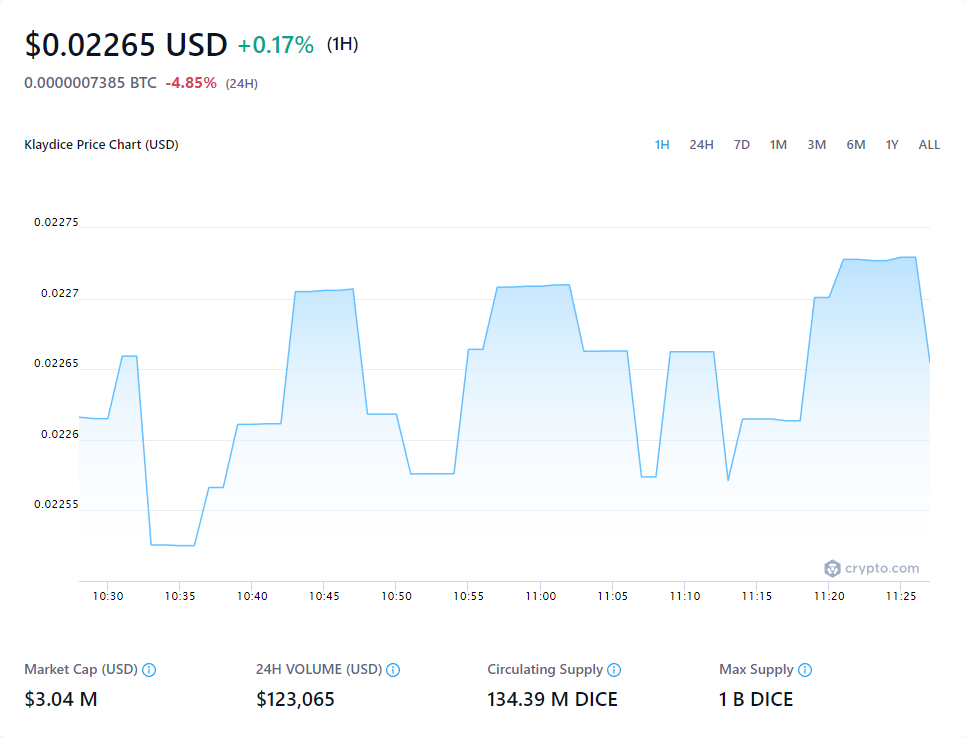 $0.02265 USD +0.17% (1H)
0.0000007385 BTC -4.85% (24H)
Klaydice Price Chart (USD)
1H 24H 7D 1M 3M 6M 1Y ALL
0.02275
0.0227
0.02265
0.0226
0.02255
crypto.com
10:30 10:35 10:40 10:45 10:50 10:55 11:00 11:05 11:10 11:15 11:20 11:25
Market Cap (USD) 24H VOLUME (USD) Circulating Supply Max Supply
$3.04 M $123,065 134.39 M DICE 1 B DICE